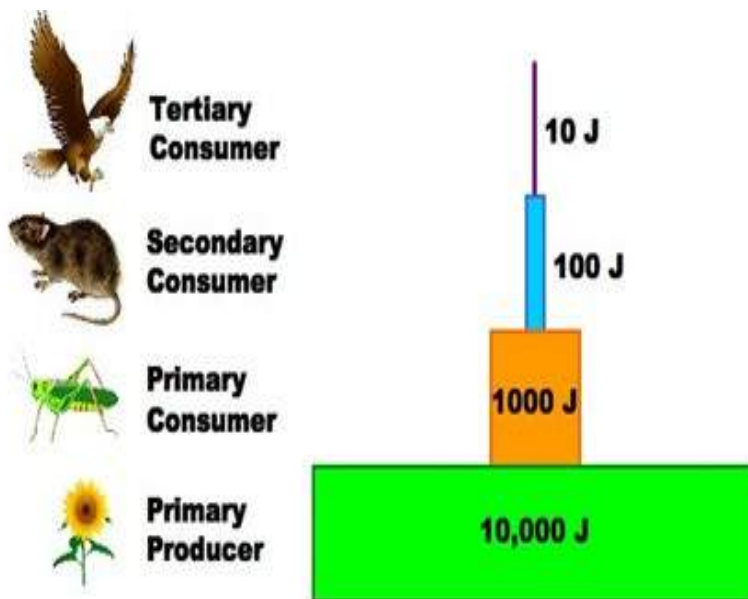 Tertiary
Consumer
10 J
Secondary
Consumer
100 J
Primary
Consumer
1000 J
Primary
Producer
10,000 J